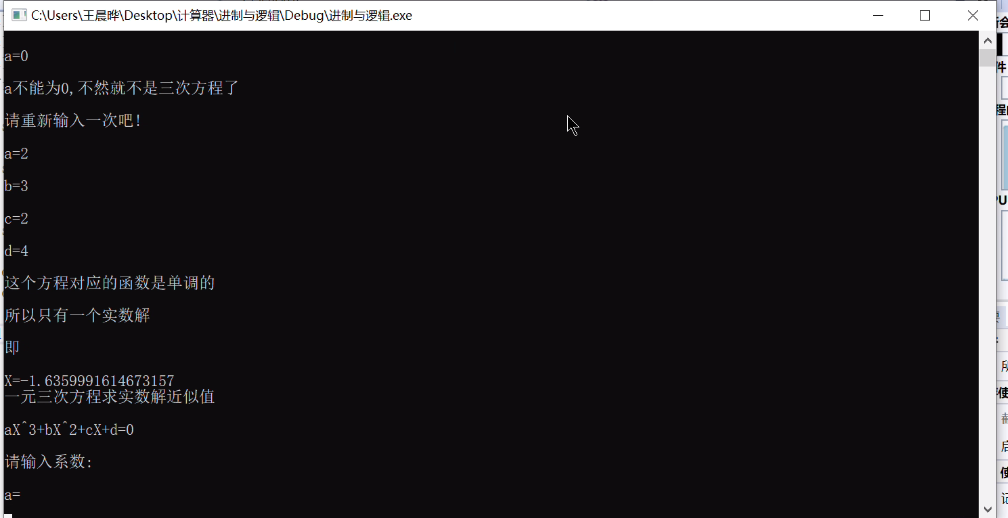 C:\Users\王晨晔\Desktop\计算器\进制与逻辑\Debug\进制与逻辑.exe
a=0
a不能为0,不然就不是三次方程了
请重新输入一次吧!
a=2
b=3
c=2
d=4
这个方程对应的函数是单调的
所以只有一个实数解
即
X=-1.6359991614673157
一元三次方程求实数解近似值
aX^3+bX^2+cX+d=0
请输入系数:
a=